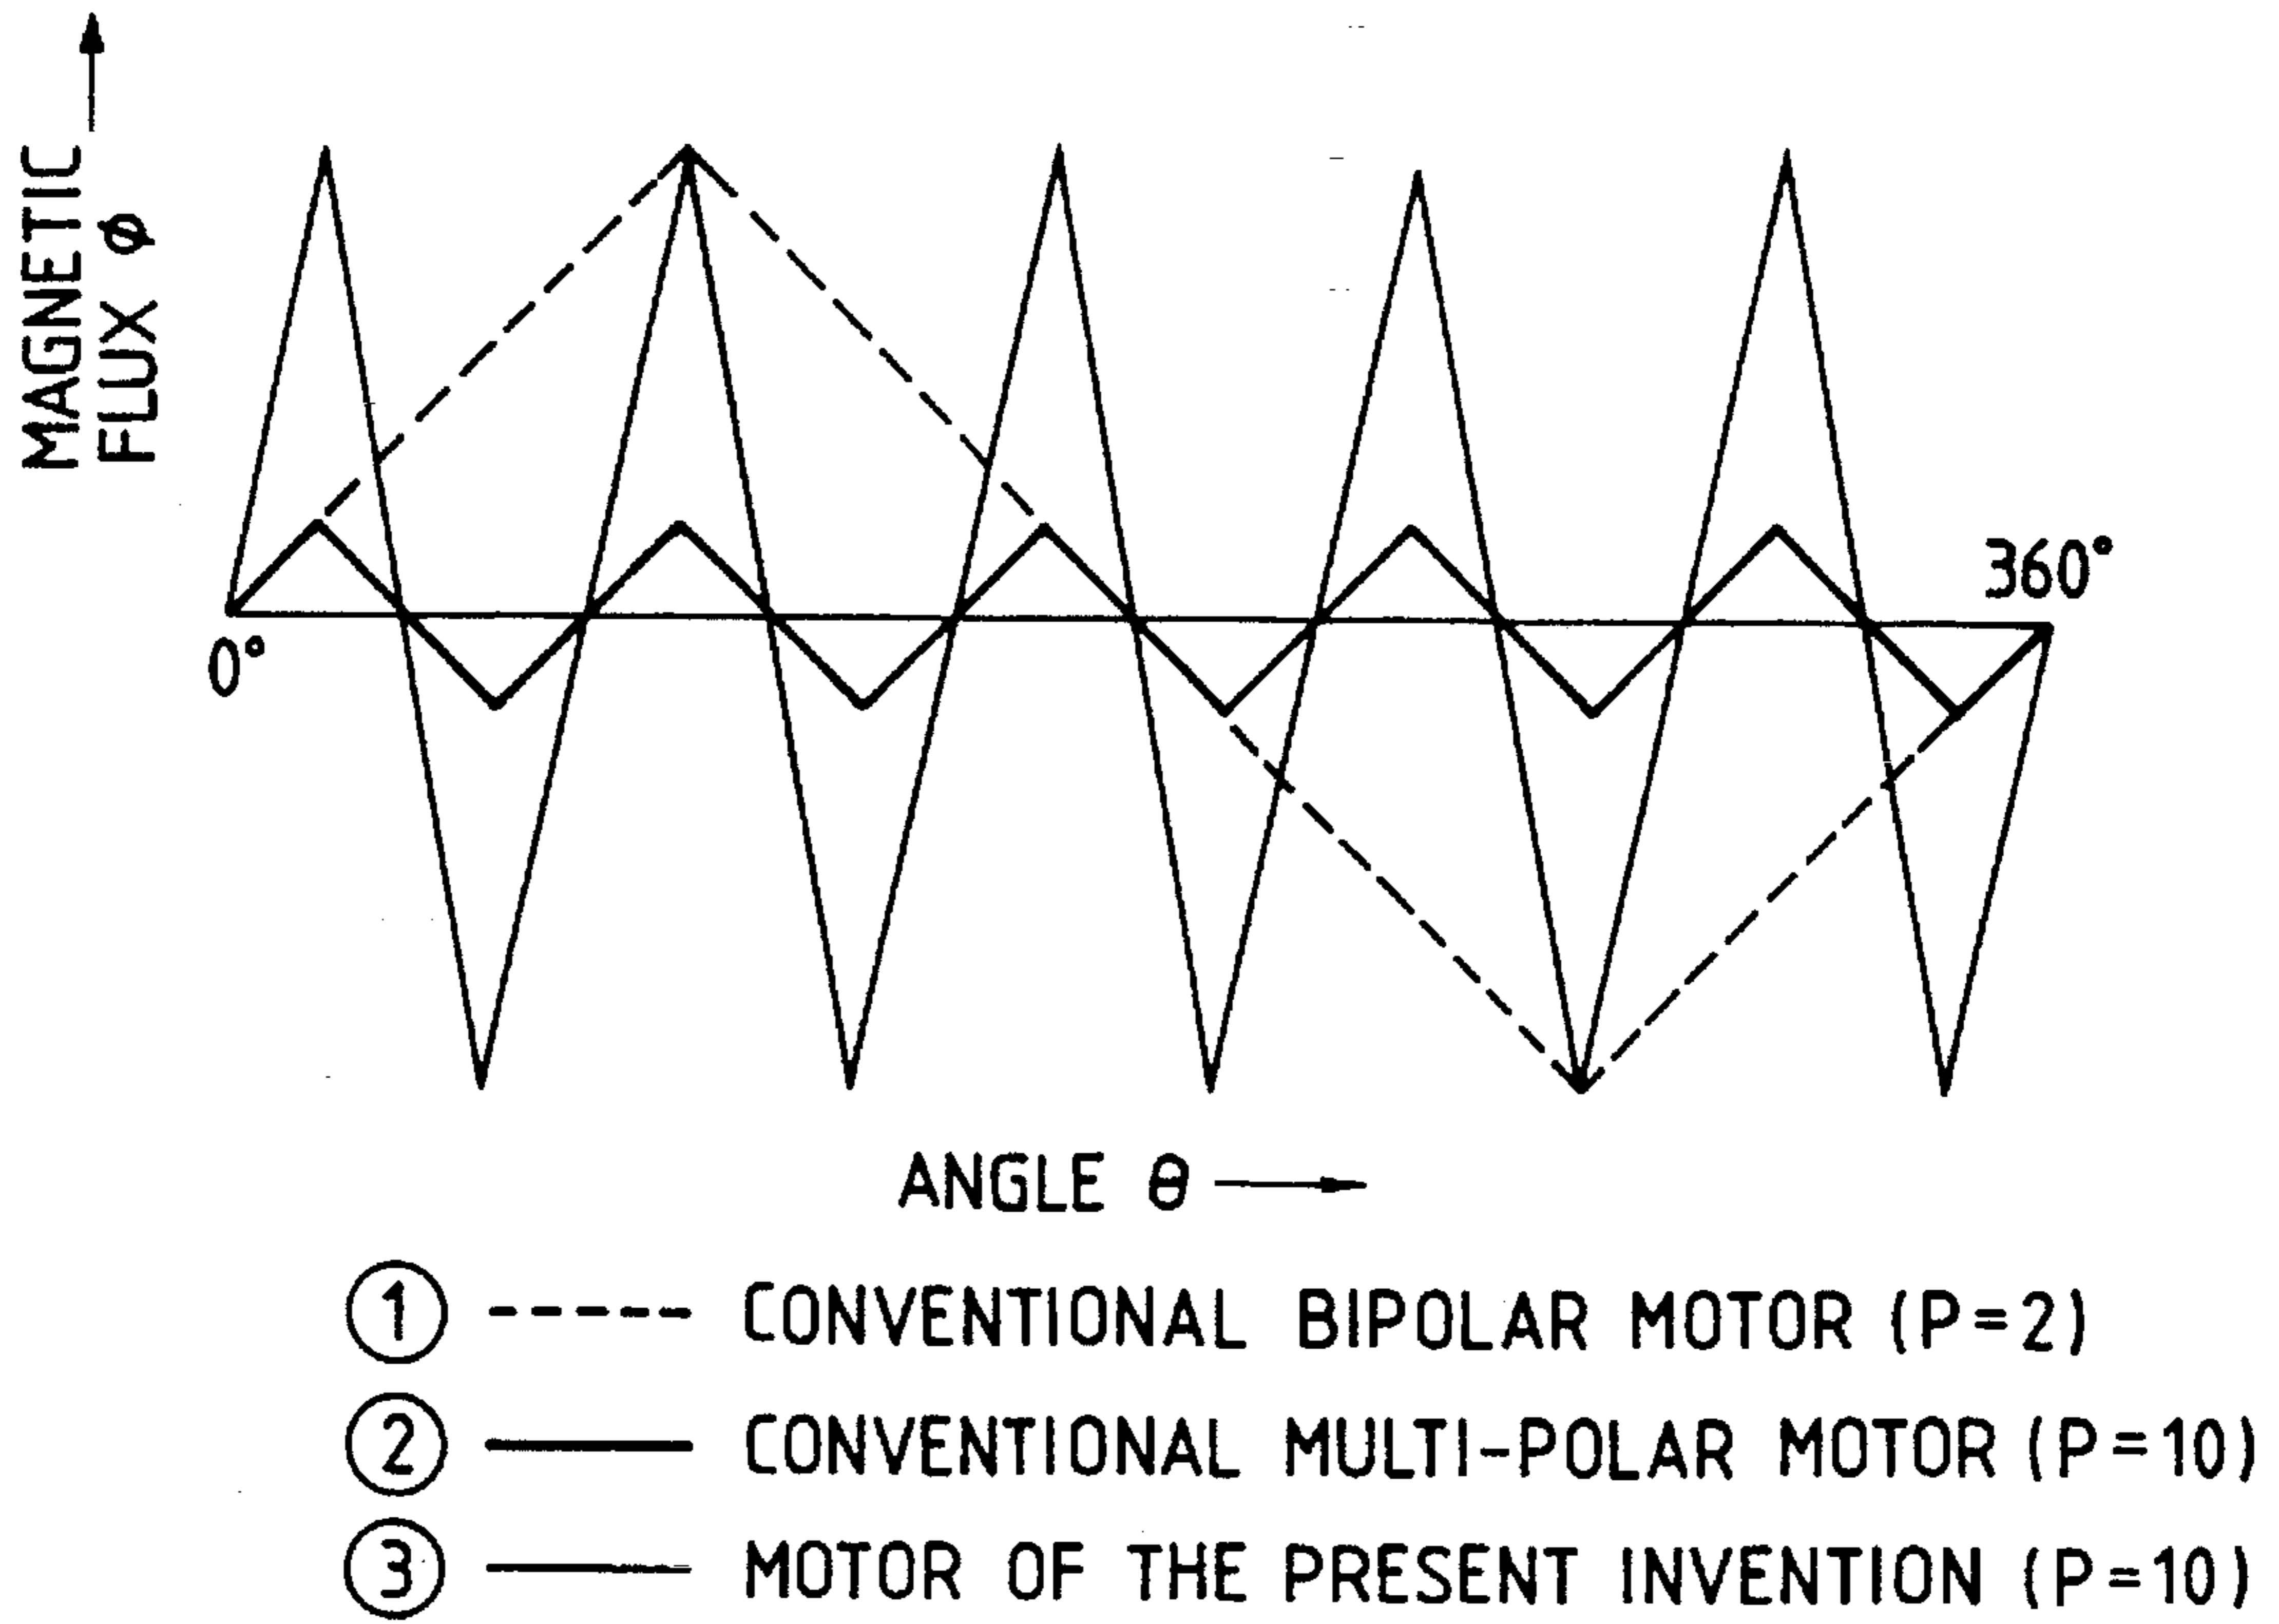 MAGNETIC
FLUX Φ
0°
360°
ANGLE θ
1 CONVENTIONAL BIPOLAR MOTOR (P=2)
2 CONVENTIONAL MULTI-POLAR MOTOR (P=10)
3 MOTOR OF THE PRESENT INVENTION (P=10)